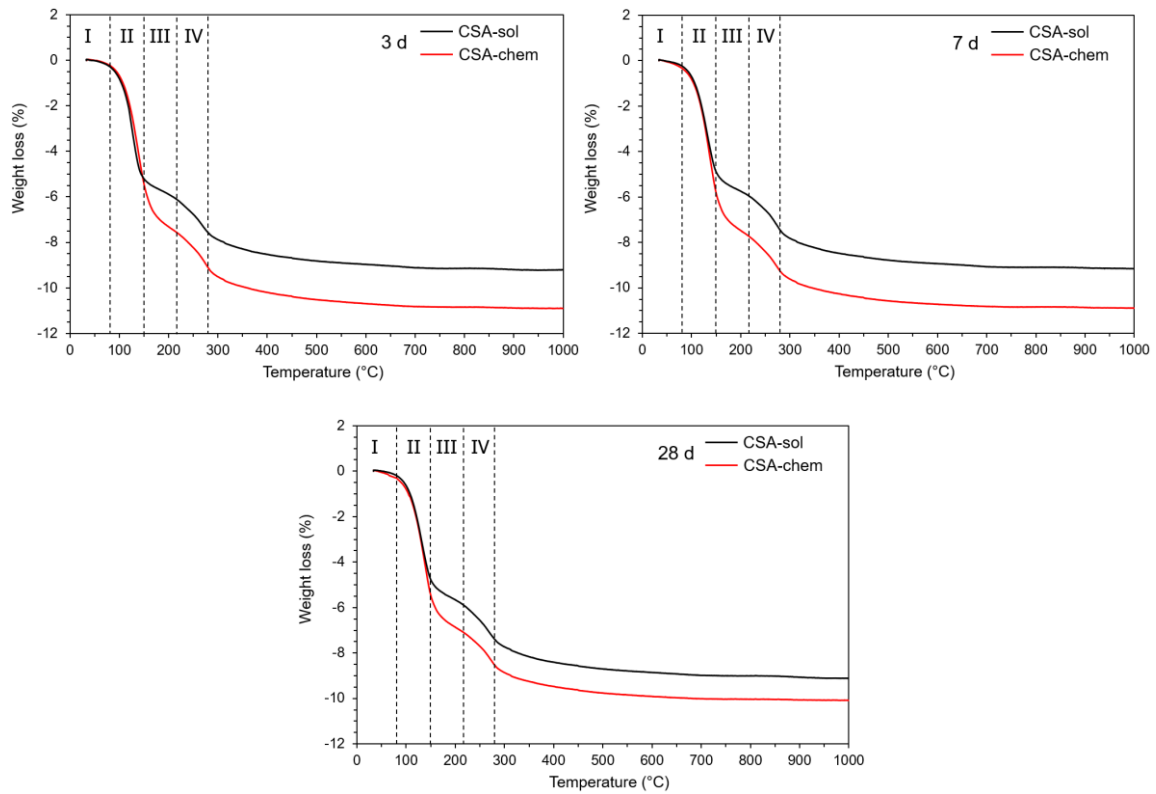 2
I II III IV
3 d
CSA-sol
CSA-chem
0
-2
-4
-6
-8
-10
-12
Weight loss (%)
0 100 200 300 400 500 600 700 800 900 1000
Temperature (°C)
2
I II III IV
7 d
CSA-sol
CSA-chem
0
-2
-4
-6
-8
-10
-12
Weight loss (%)
0 100 200 300 400 500 600 700 800 900 1000
Temperature (°C)
2
I II III IV
28 d
CSA-sol
CSA-chem
0
-2
-4
-6
-8
-10
-12
Weight loss (%)
0 100 200 300 400 500 600 700 800 900 1000
Temperature (°C)